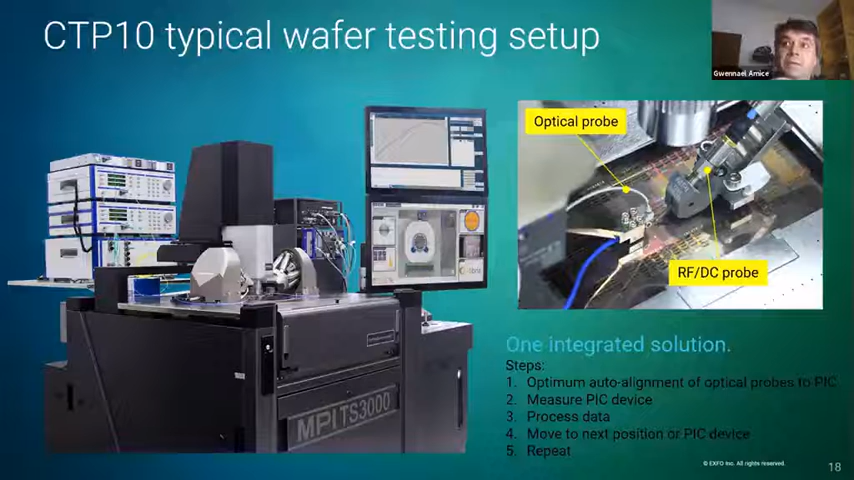 CTP10 typical wafer testing setup
Gwennael Amice
Optical probe
RF/DC probe
MPI TS3000
One integrated solution.
Steps:
1. Optimum auto-alignment of optical probes to PIC
2. Measure PIC device
3. Process data
4. Move to next position or PIC device
5. Repeat
© EXFO Inc. All rights reserved.
18